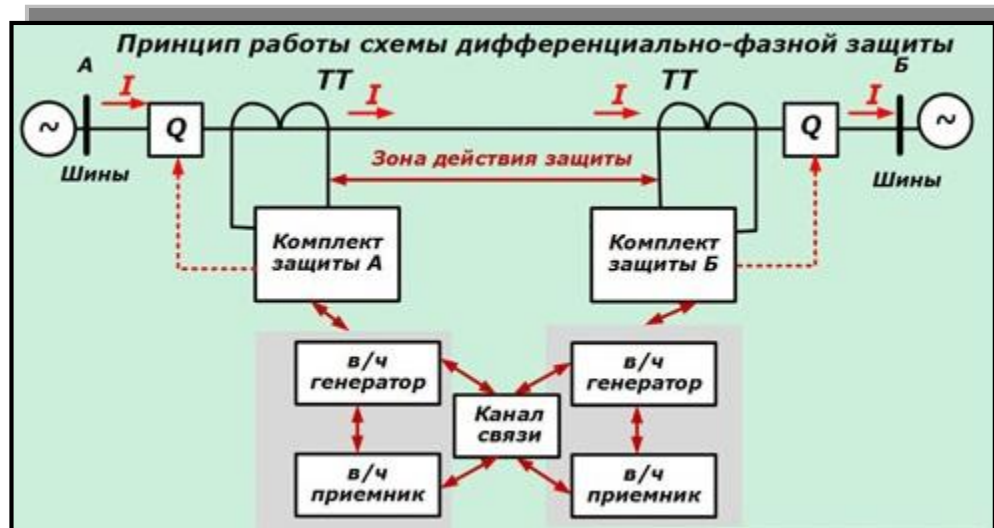 Принцип работы схемы дифференциально-фазной защиты
А
I
ТТ
I
I
ТТ
I
Б
~
Q
Q
~
Шины
Зона действия защиты
Шины
Комплект
защиты А
Комплект
защиты Б
в/ч
генератор
в/ч
генератор
Канал
связи
в/ч
приемник
в/ч
приемник